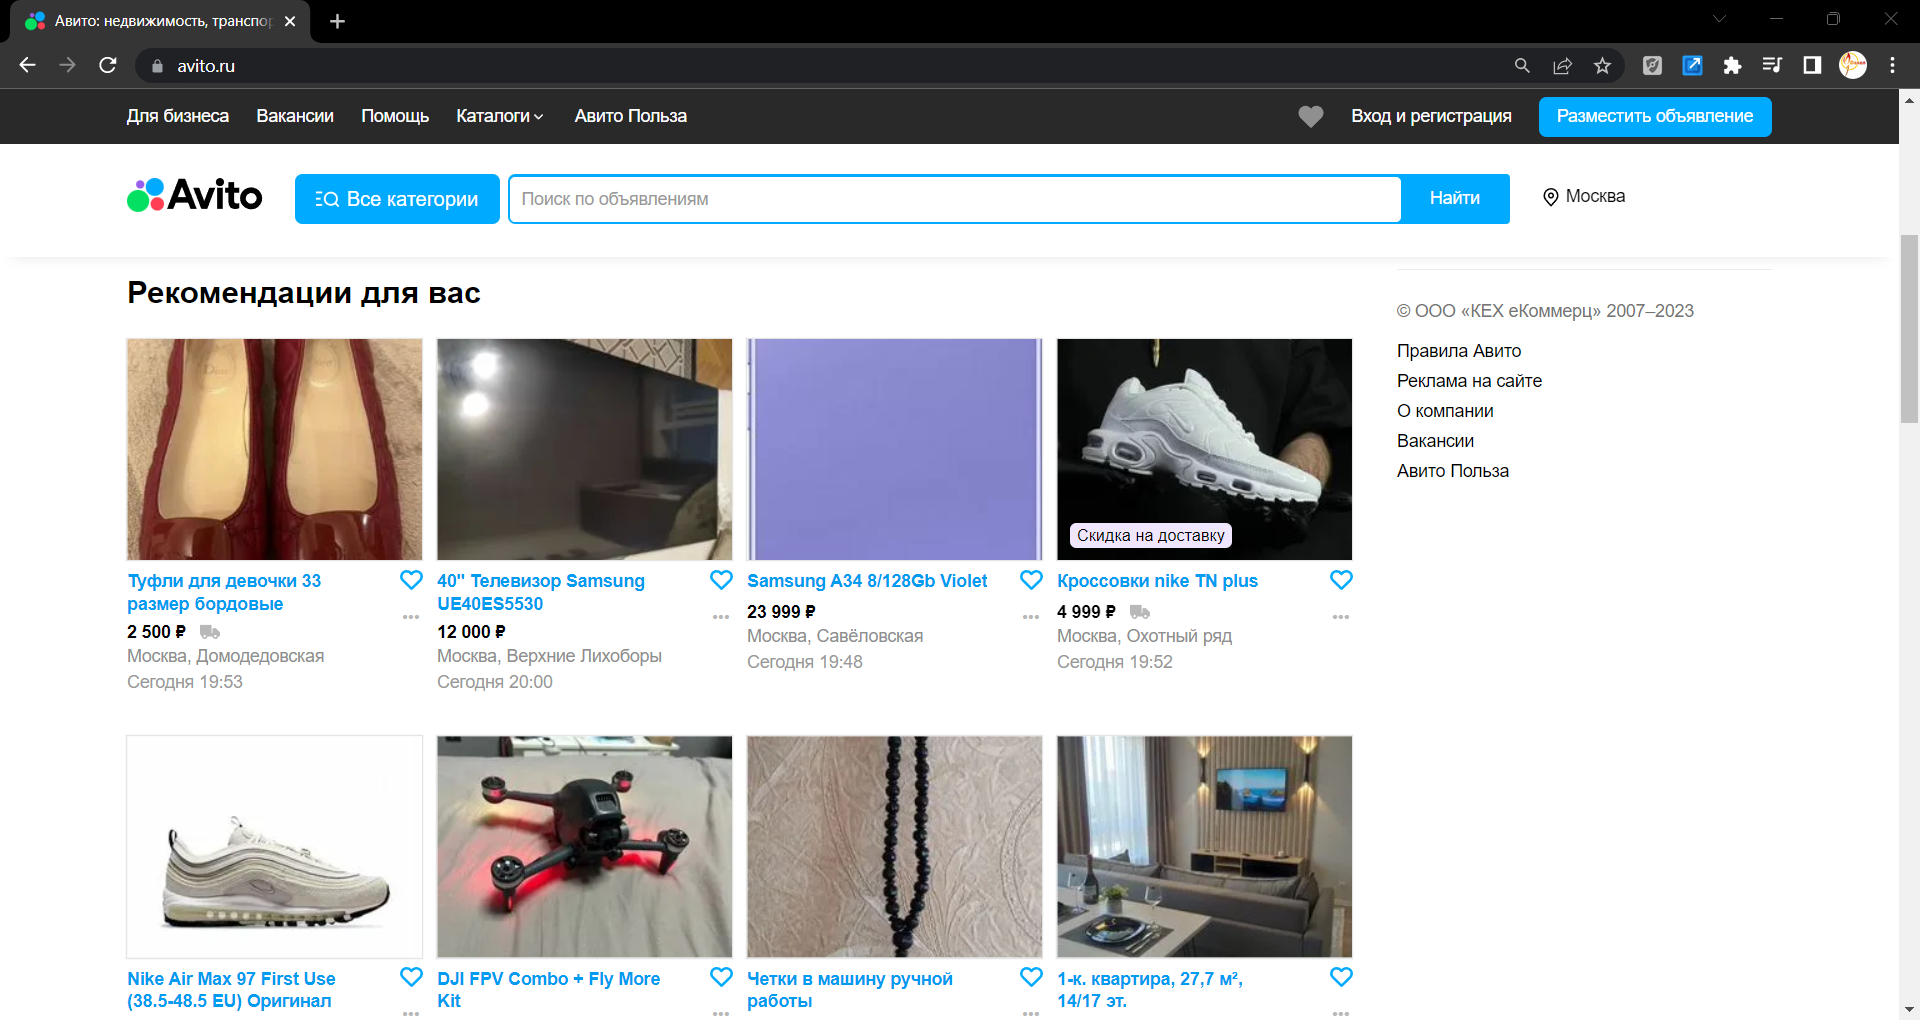 Авито: недвижимость, транспор
avito.ru
Для бизнеса Вакансии Помощь Каталоги Авито Польза Вход и регистрация Разместить объявление
Avito Все категории Поиск по объявлениям Найти Москва
Рекомендации для вас
Скидка на доставку
Туфли для девочки 33
размер бордовые
2 500 ₽
Москва, Домодедовская
Сегодня 19:53
40" Телевизор Samsung
UE40ES5530
12 000 ₽
Москва, Верхние Лихоборы
Сегодня 20:00
Samsung A34 8/128Gb Violet
23 999 ₽
Москва, Савёловская
Сегодня 19:48
Кроссовки nike TN plus
4 999 ₽
Москва, Охотный ряд
Сегодня 19:52
Nike Air Max 97 First Use
(38.5-48.5 EU) Оригинал
DJI FPV Combo + Fly More
Kit
Четки в машину ручной
работы
1-к. квартира, 27,7 м²,
14/17 эт.
© ООО «КЕХ еКоммерц» 2007–2023
Правила Авито
Реклама на сайте
О компании
Вакансии
Авито Польза